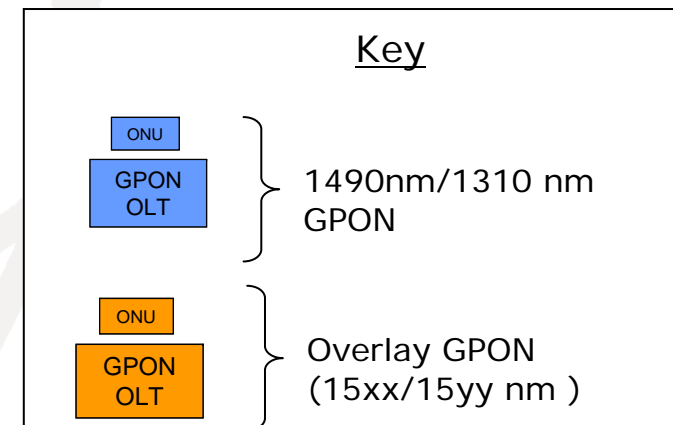 Key
ONU
GPON
OLT
1490nm/1310 nm
GPON
ONU
GPON
OLT
Overlay GPON
(15xx/15yy nm )